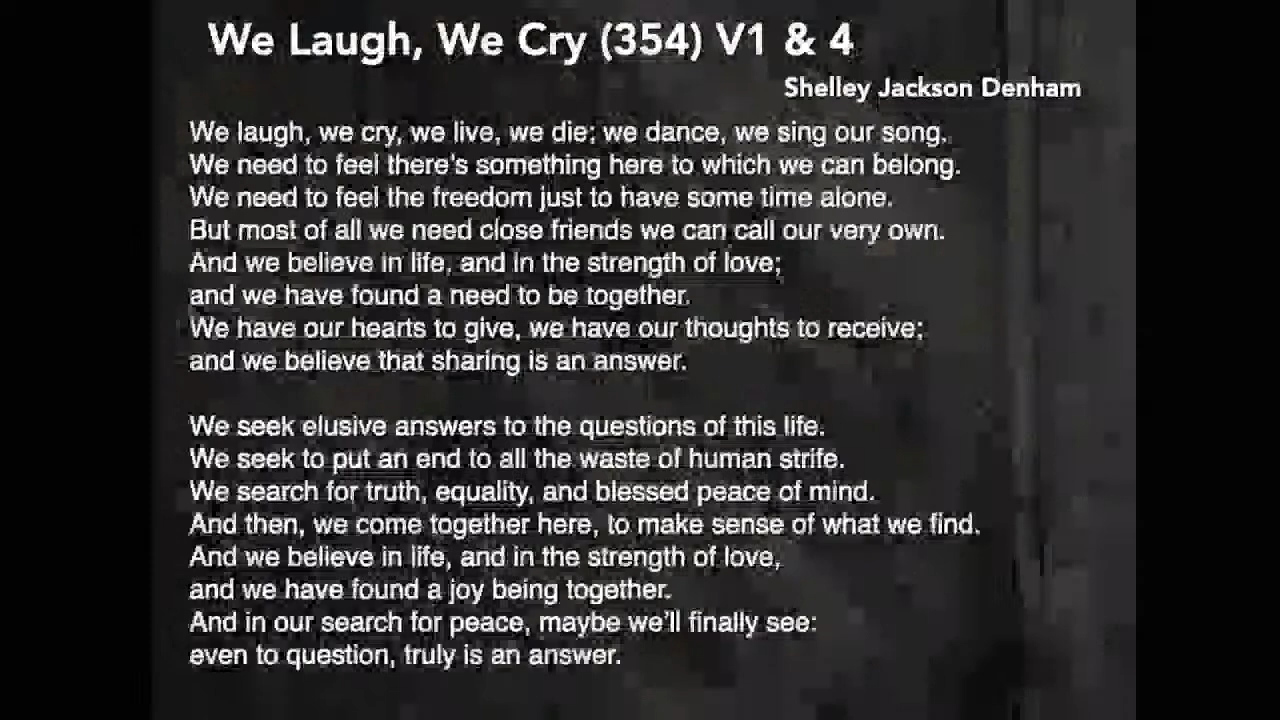 We Laugh, We Cry (354) V1 & 4
Shelley Jackson Denham
We laugh, we cry, we live, we die; we dance, we sing our song.
We need to feel there's something here to which we can belong.
We need to feel the freedom just to have some time alone.
But most of all we need close friends we can call our very own.
And we believe in life, and in the strength of love;
and we have found a need to be together.
We have our hearts to give, we have our thoughts to receive;
and we believe that sharing is an answer.

We seek elusive answers to the questions of this life.
We seek to put an end to all the waste of human strife.
We search for truth, equality, and blessed peace of mind.
And then, we come together here, to make sense of what we find.
And we believe in life, and in the strength of love,
and we have found a joy being together.
And in our search for peace, maybe we'll finally see:
even to question, truly is an answer.